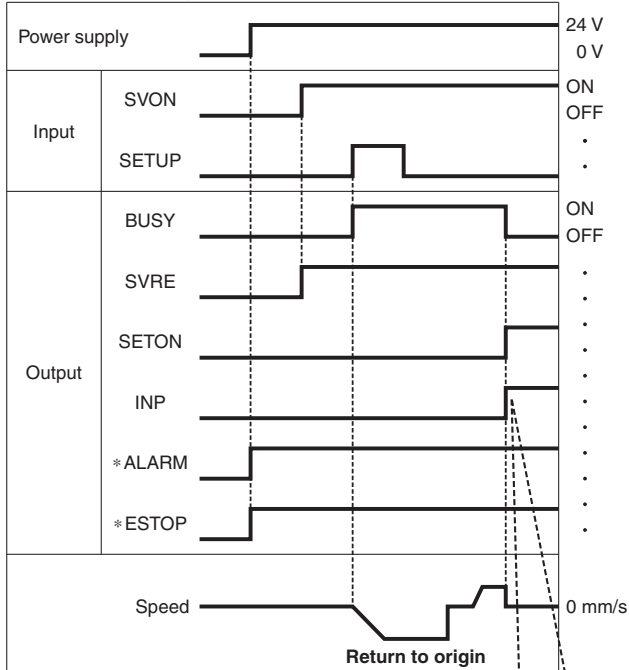 Power supply
24 V
0 V
Input
SVON
ON
OFF
SETUP
Output
BUSY
ON
OFF
SVRE
SETON
INP
*ALARM
*ESTOP
Speed
0 mm/s
Return to origin